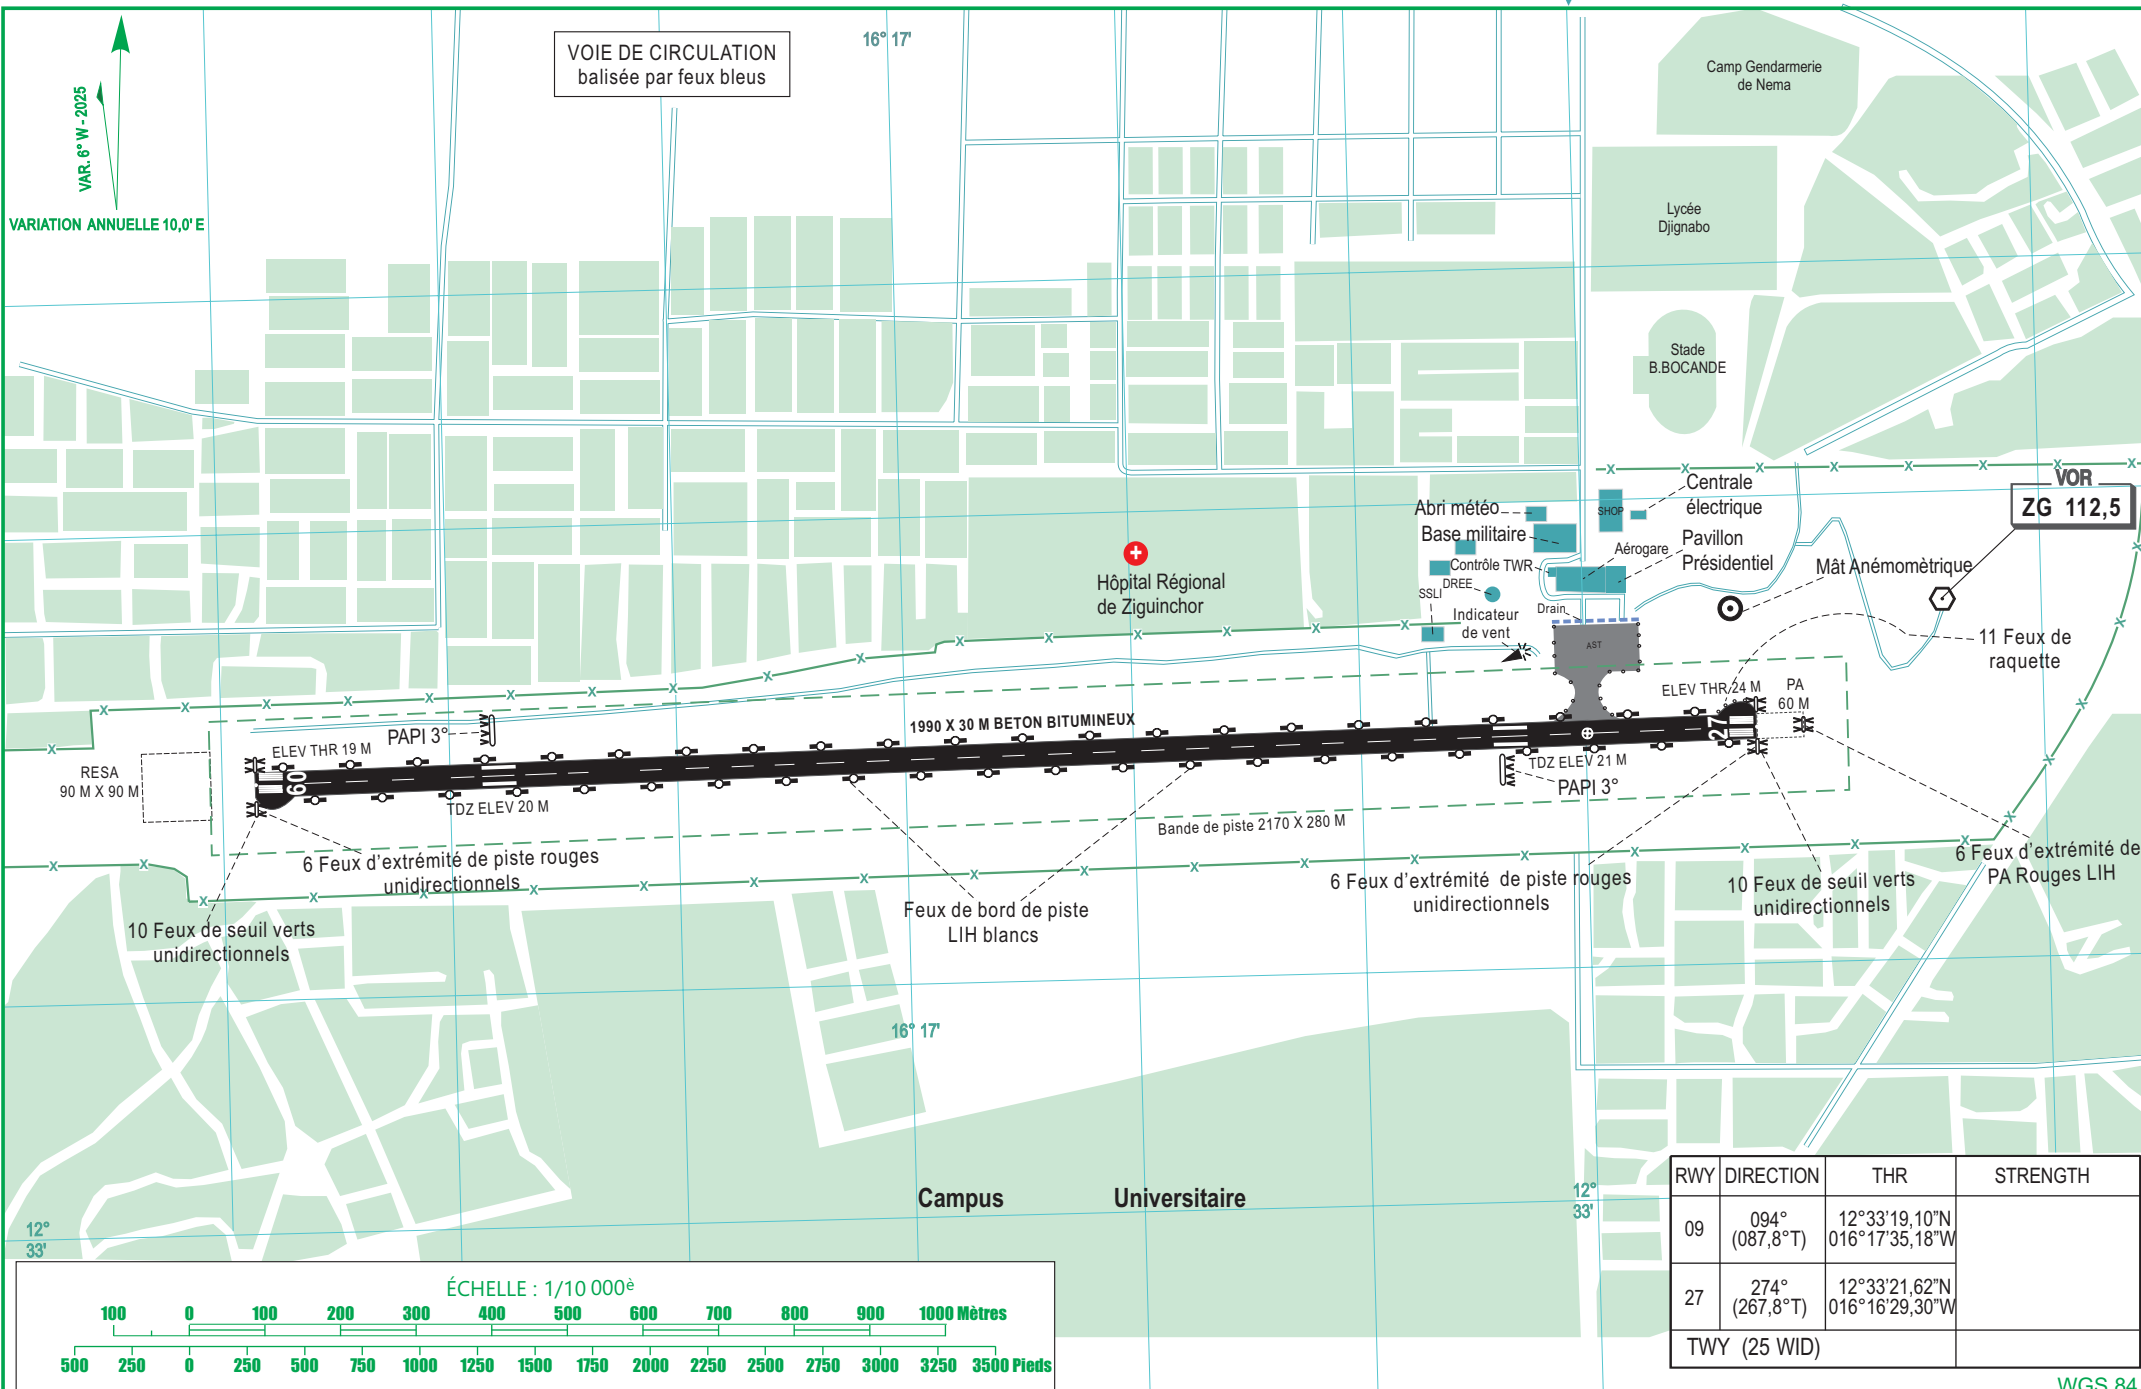 16° 17'
VOIE DE CIRCULATION
balisée par feux bleus
VAR. 6° W - 2025
VARIATION ANNUELLE 10,0' E
Camp Gendarmerie
de Nema
Lycée
Djignabo
Stade
B.BOCANDE
VOR
ZG 112,5
Centrale
électrique
SHOP
Abri météo
Base militaire
Pavillon
Présidentiel
Aérogare
Contrôle TWR
Mât Anémomètrique
DREE
SSLI
Indicateur
de vent
Drain
AST
Hôpital Régional
de Ziguinchor
11 Feux de
raquette
ELEV THR 24 M
PA
60 M
1990 X 30 M BETON BITUMINEUX
PAPI 3°
ELEV THR 19 M
RESA
90 M X 90 M
09
27
TDZ ELEV 21 M
PAPI 3°
TDZ ELEV 20 M
Bande de piste 2170 X 280 M
6 Feux d'extrémité de piste rouges
unidirectionnels
10 Feux de seuil verts
unidirectionnels
Feux de bord de piste
LIH blancs
6 Feux d'extrémité de piste rouges
unidirectionnels
10 Feux de seuil verts
unidirectionnels
6 Feux d'extrémité de
PA Rouges LIH
16° 17'
Campus Universitaire
12°
33'
12°
33'
RWY DIRECTION THR STRENGTH
09 094° (087,8°T) 12°33'19,10"N 016°17'35,18"W
27 274° (267,8°T) 12°33'21,62"N 016°16'29,30"W
TWY (25 WID)
ÉCHELLE : 1/10 000è
100 0 100 200 300 400 500 600 700 800 900 1000 Mètres
500 250 0 250 500 750 1000 1250 1500 1750 2000 2250 2500 2750 3000 3250 3500 Pieds
WGS 84